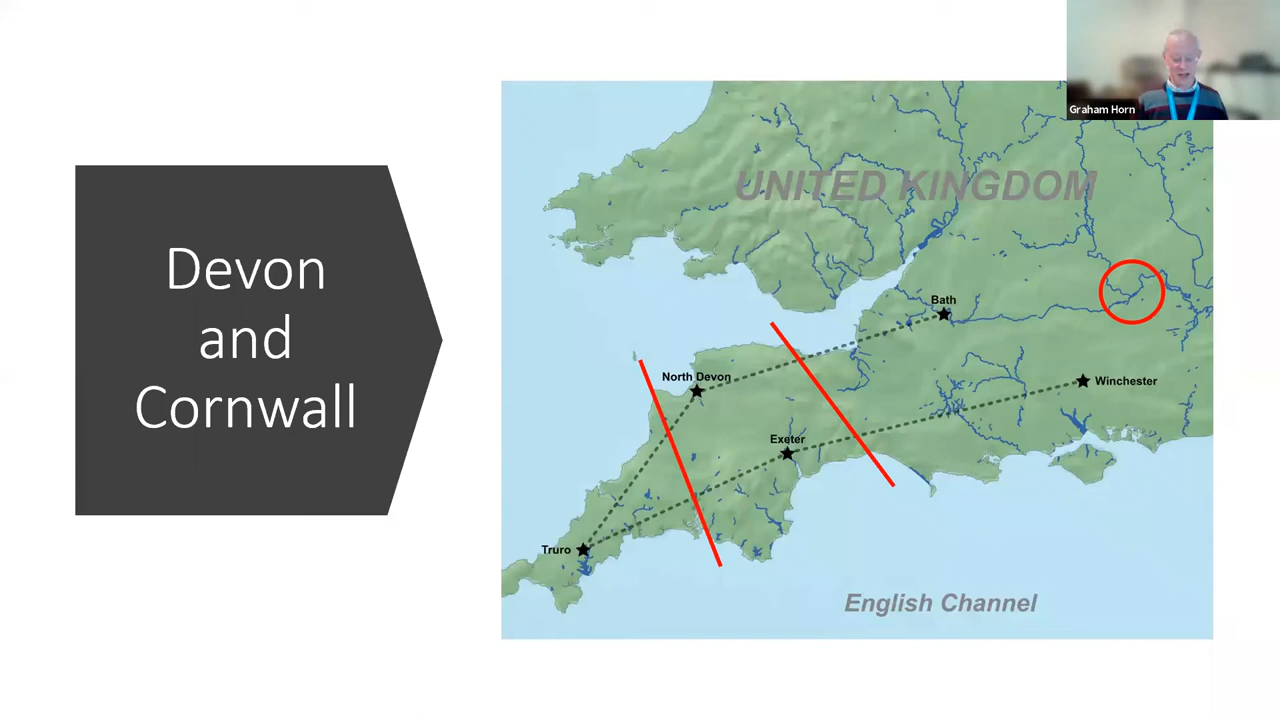 Devon
and
Cornwall
Graham Horn
UNITED KINGDOM
Bath
North Devon
Winchester
Exeter
Truro
English Channel